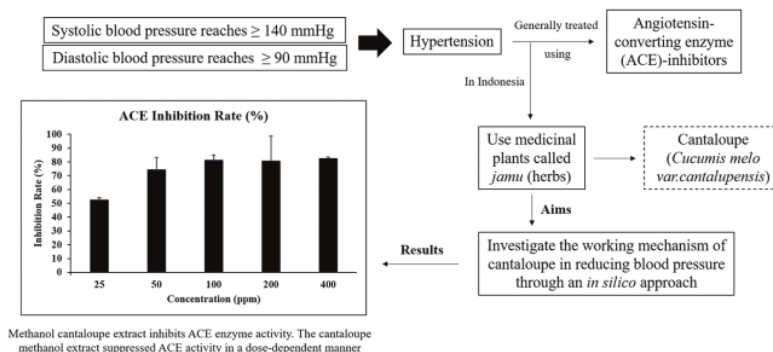 Systolic blood pressure reaches ≥ 140 mmHg
Diastolic blood pressure reaches ≥ 90 mmHg
Hypertension
Generally treated
using
Angiotensin-
converting enzyme
(ACE)-inhibitors
In Indonesia
Use medicinal
plants called
jamu (herbs)
Cantaloupe
(Cucumis melo
var.cantalupensis)
Aims
Investigate the working mechanism of
cantaloupe in reducing blood pressure
through an in silico approach
Results
ACE Inhibition Rate (%)
Inhibition Rate (%)
100
90
80
70
60
50
40
30
20
10
0
25 50 100 200 400
Concentration (ppm)
Methanol cantaloupe extract inhibits ACE enzyme activity. The cantaloupe
methanol extract suppressed ACE activity in a dose-dependent manner